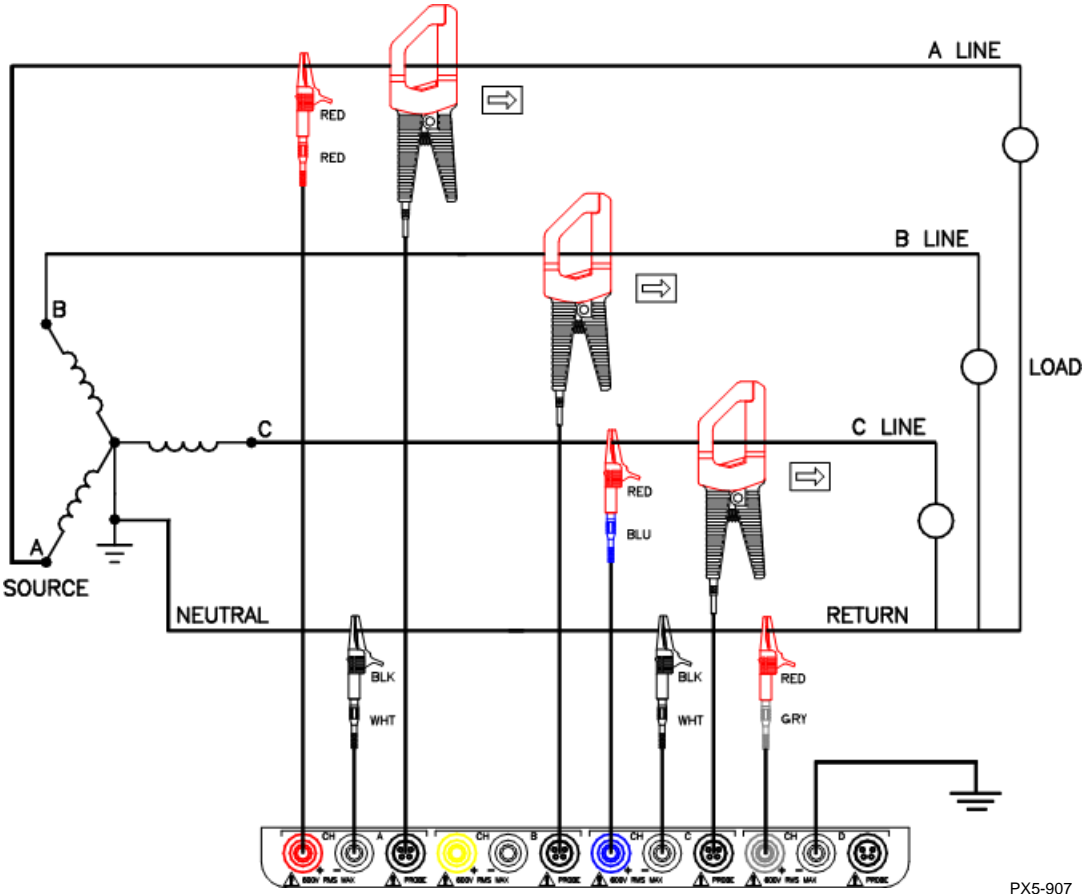 A LINE
RED
RED
B LINE
B
LOAD
C
C LINE
RED
BLU
A
SOURCE
NEUTRAL
RETURN
BLK
WHT
BLK
WHT
RED
GRY
CH A CH B CH C CH D
+ - + - + - + -
600V RMS MAX PROBE 600V RMS MAX PROBE 600V RMS MAX PROBE 600V RMS MAX PROBE
PX5-907